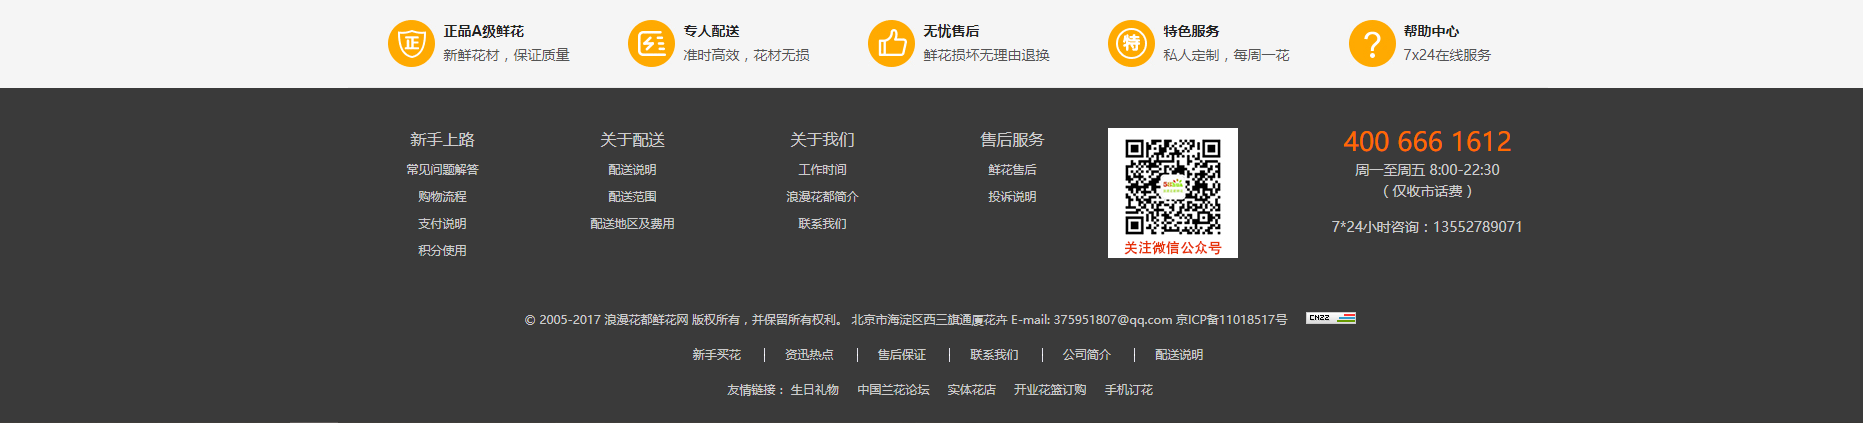 正品A级鲜花
新鲜花材，保证质量
专人配送
准时高效，花材无损
无忧售后
鲜花损坏无理由退换
特色服务
私人定制，每周一花
帮助中心
7x24在线服务
正
特
新手上路
常见问题解答
购物流程
支付说明
积分使用
关于配送
配送说明
配送范围
配送地区及费用
关于我们
工作时间
浪漫花都简介
联系我们
售后服务
鲜花售后
投诉说明
关注微信公众号
400 666 1612
周一至周五 8:00-22:30
（ 仅收市话费 ）
7*24小时咨询：13552789071
© 2005-2017 浪漫花都鲜花网 版权所有，并保留所有权利。 北京市海淀区西三旗通厦花卉 E-mail: 375951807@qq.com 京ICP备11018517号 CNZZ
新手买花 | 资迅热点 | 售后保证 | 联系我们 | 公司简介 | 配送说明
友情链接： 生日礼物 中国兰花论坛 实体花店 开业花篮订购 手机订花